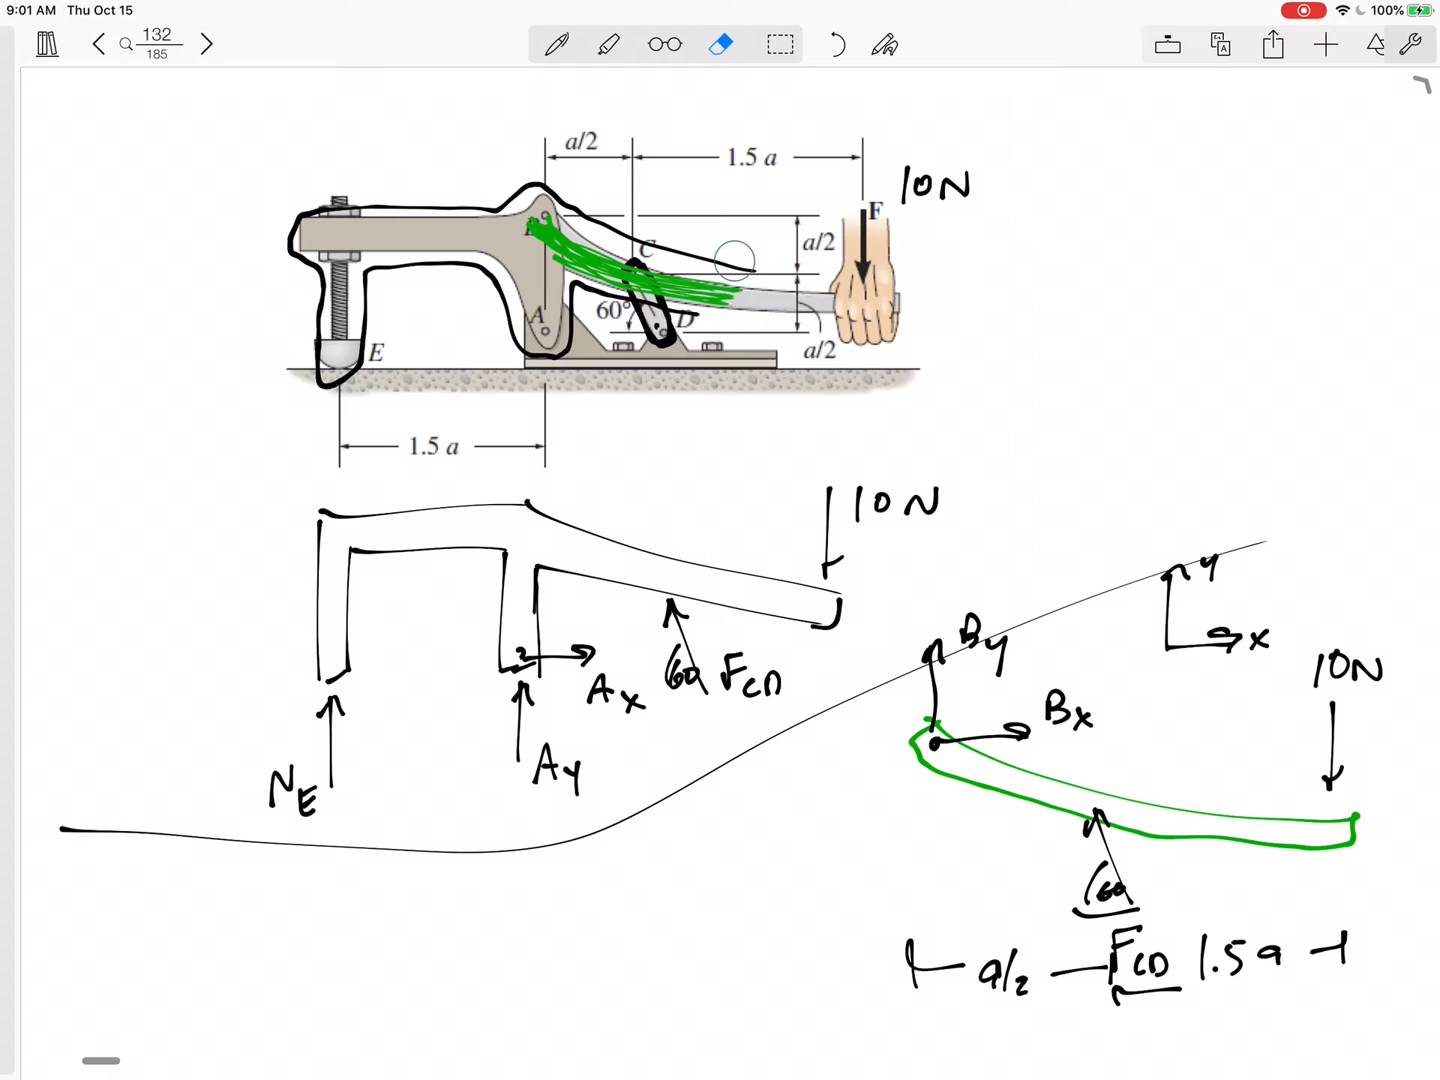 9:01 AM Thu Oct 15
100%
132
185
a/2
1.5 a
10N
F
B
C
a/2
60°
A
D
E
a/2
1.5 a
10N
y
x
By
Bx
10N
60 FCD
Ax
Ay
NE
60
a/2 FCD 1.5a